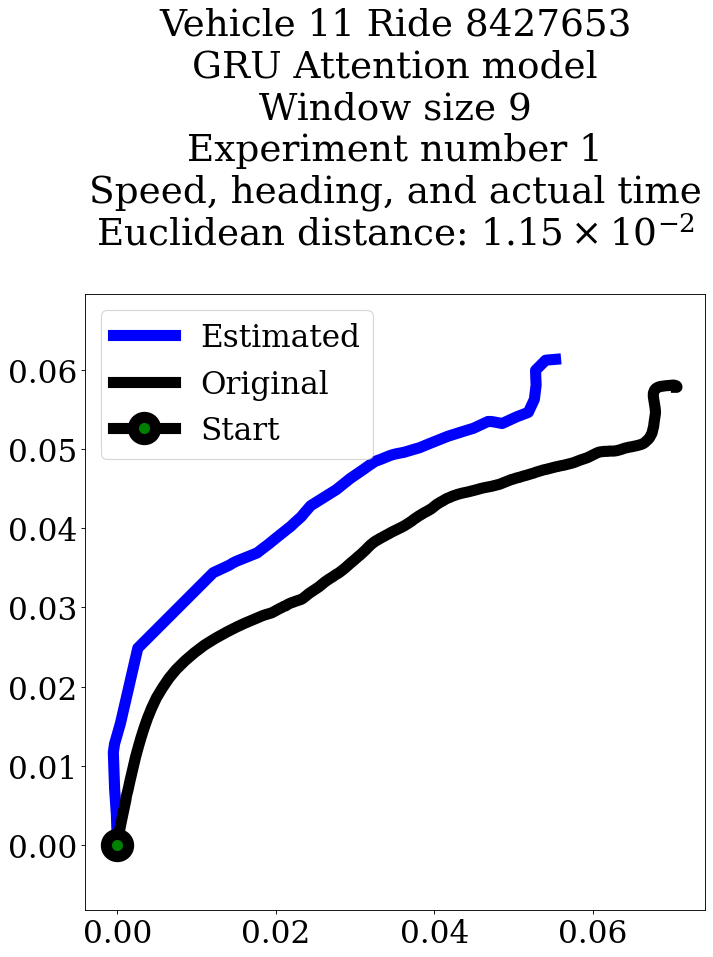 Vehicle 11 Ride 8427653
GRU Attention model
Window size 9
Experiment number 1
Speed, heading, and actual time
Euclidean distance: 1.15 × 10⁻²
Estimated
Original
Start
0.06
0.05
0.04
0.03
0.02
0.01
0.00
0.00 0.02 0.04 0.06